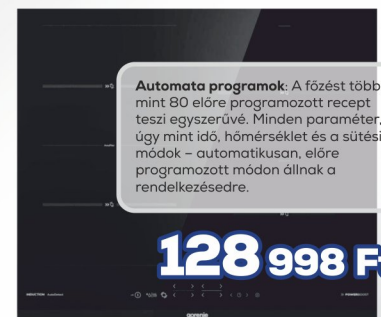 Automata programok: A főzést több
mint 80 előre programozott recept
teszi egyszerűvé. Minden paraméter,
úgy mint idő, hőmérséklet és a sütési
módok – automatikusan, előre
programozott módon állnak a
rendelkezésedre.
128 998 F
gorenje